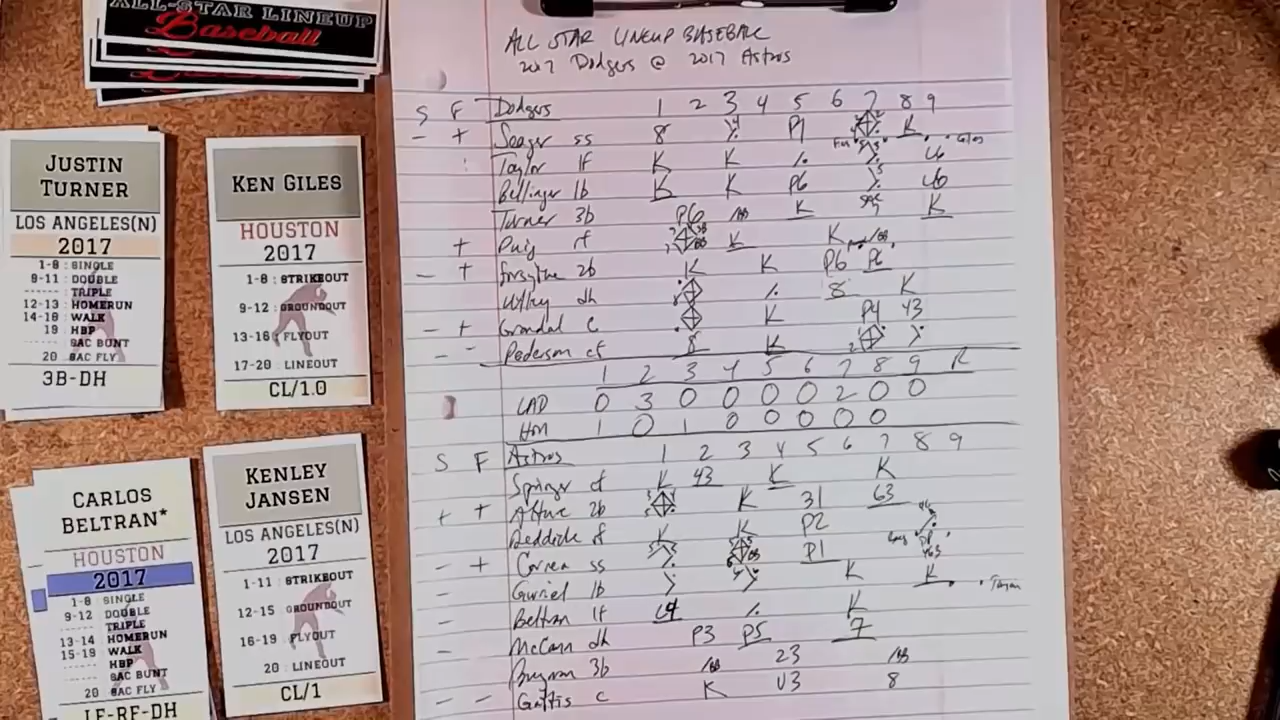 ALL-STAR LINEUP
Baseball
JUSTIN
TURNER
LOS ANGELES(N)
2017
1-8 : SINGLE
9-11 : DOUBLE
------ : TRIPLE
12-13 : HOMERUN
14-18 : WALK
19 : HBP
------ : SAC BUNT
20 : SAC FLY
3B-DH
KEN GILES
HOUSTON
2017
1-8 : STRIKEOUT
9-12 : GROUNDOUT
13-16 : FLYOUT
17-20 : LINEOUT
CL/1.0
CARLOS
BELTRAN*
HOUSTON
2017
1-8 : SINGLE
9-12 : DOUBLE
------ : TRIPLE
13-14 : HOMERUN
15-19 : WALK
------ : HBP
------ : SAC BUNT
20 : SAC FLY
LF-RF-DH
KENLEY
JANSEN
LOS ANGELES(N)
2017
1-11 : STRIKEOUT
12-15 : GROUNDOUT
16-19 : FLYOUT
20 : LINEOUT
CL/1
ALL STAR LINEUP BASEBALL
2017 Dodgers @ 2017 Astros
S F Dodgers 1 2 3 4 5 6 7 8 9
- + Seager ss 8 P1 K
Taylor lf K K L6
Bellinger 1b K K P6 L6
Turner 3b P6 K K
+ Puig rf K K
- + Forsythe 2b K K P6 P6
Utley dh 8 K
- + Grandal c K P4 43
- - Pederson cf 8 K
1 2 3 4 5 6 7 8 9 R
LAD 0 3 0 0 0 0 2 0 0
HOU 1 0 1 0 0 0 0 0
S F Astros 1 2 3 4 5 6 7 8 9
Springer cf K 43 K K
+ + Altuve 2b K 31 63
Reddick rf K K P2
- + Correa ss P1
- Gurriel 1b K K
- Beltran lf L4 K
- McCann dh P3 P5 7
Bregman 3b 23
- - Gattis c K U3 8